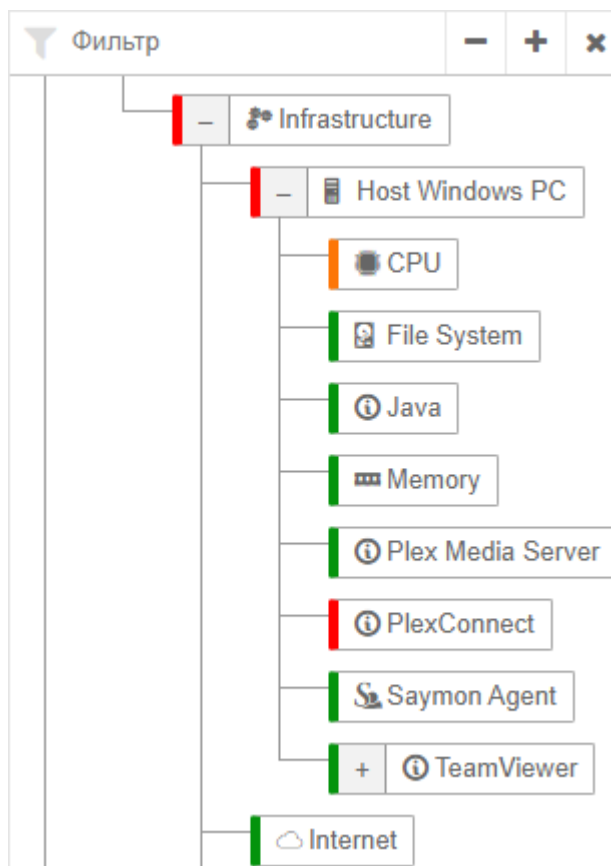 Фильтр
Infrastructure
Host Windows PC
CPU
File System
Java
Memory
Plex Media Server
PlexConnect
Saymon Agent
TeamViewer
Internet